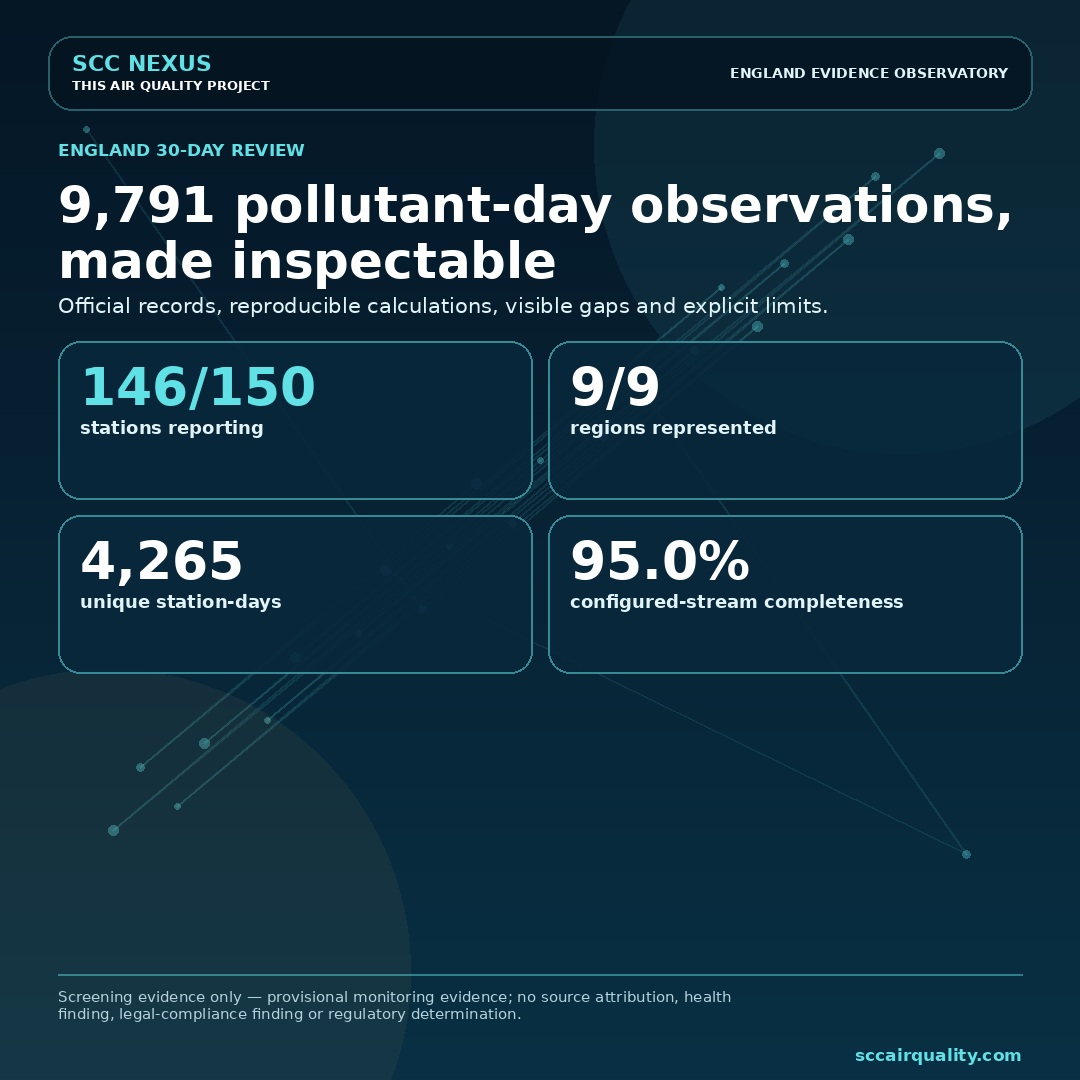 SCC NEXUS
THIS AIR QUALITY PROJECT
ENGLAND EVIDENCE OBSERVATORY
ENGLAND 30-DAY REVIEW
9,791 pollutant-day observations,
made inspectable
Official records, reproducible calculations, visible gaps and explicit limits.
146/150
stations reporting
9/9
regions represented
4,265
unique station-days
95.0%
configured-stream completeness
Screening evidence only — provisional monitoring evidence; no source attribution, health
finding, legal-compliance finding or regulatory determination.
sccairquality.com